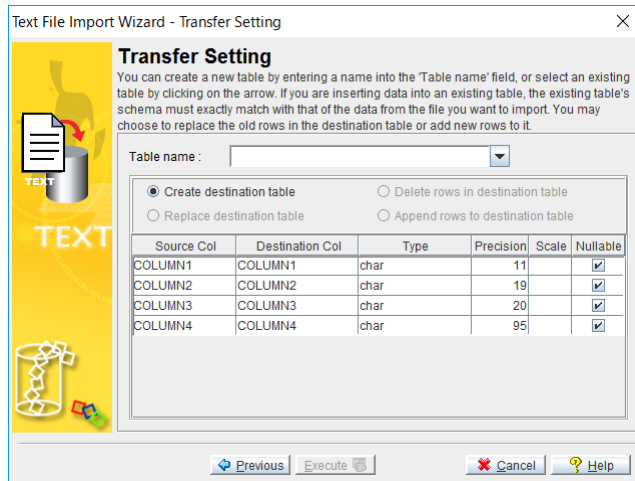 Text File Import Wizard - Transfer Setting
Transfer Setting
You can create a new table by entering a name into the 'Table name' field, or select an existing
table by clicking on the arrow. If you are inserting data into an existing table, the existing table's
schema must exactly match with that of the data from the file you want to import. You may
choose to replace the old rows in the destination table or add new rows to it.
TEXT
TEXT
Table name :
Create destination table Delete rows in destination table
Replace destination table Append rows to destination table
Source Col Destination Col Type Precision Scale Nullable
COLUMN1 COLUMN1 char 11
COLUMN2 COLUMN2 char 19
COLUMN3 COLUMN3 char 20
COLUMN4 COLUMN4 char 95
Previous Execute Cancel Help